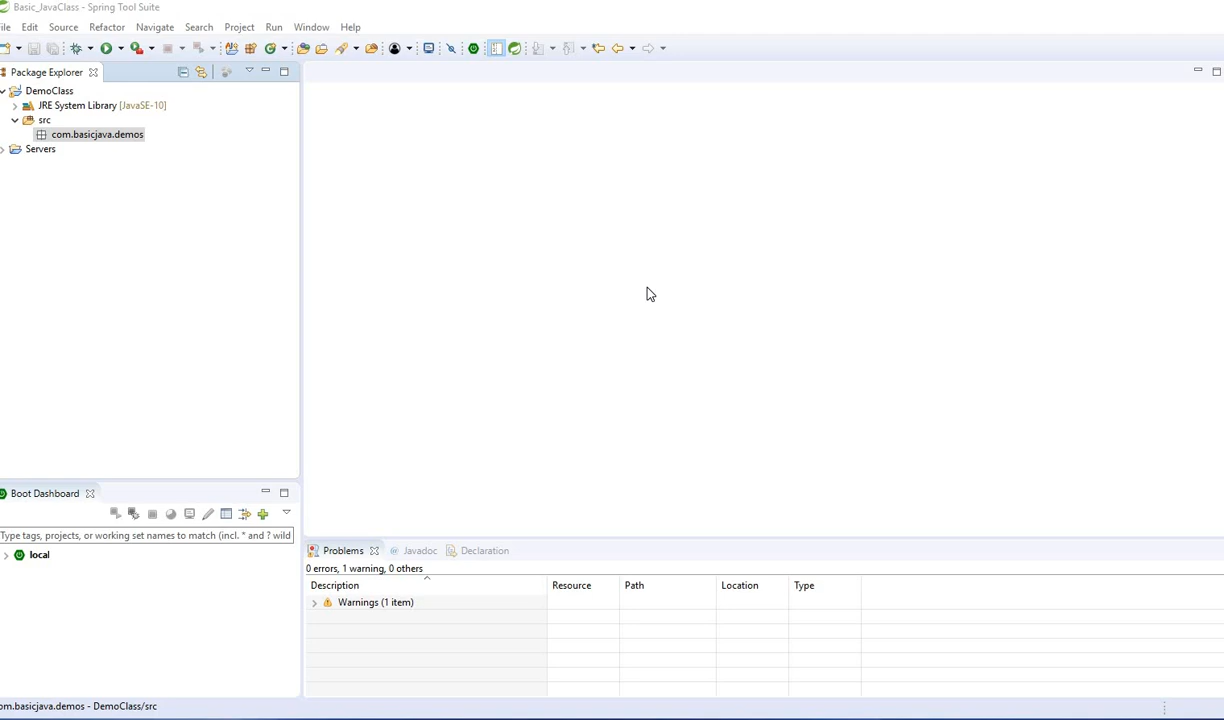 Basic_JavaClass - Spring Tool Suite
ile Edit Source Refactor Navigate Search Project Run Window Help
Package Explorer
DemoClass
JRE System Library [JavaSE-10]
src
com.basicjava.demos
Servers
Boot Dashboard
Type tags, projects, or working set names to match (incl. * and ? wild
local
Problems @ Javadoc Declaration
0 errors, 1 warning, 0 others
Description Resource Path Location Type
Warnings (1 item)
om.basicjava.demos - DemoClass/src